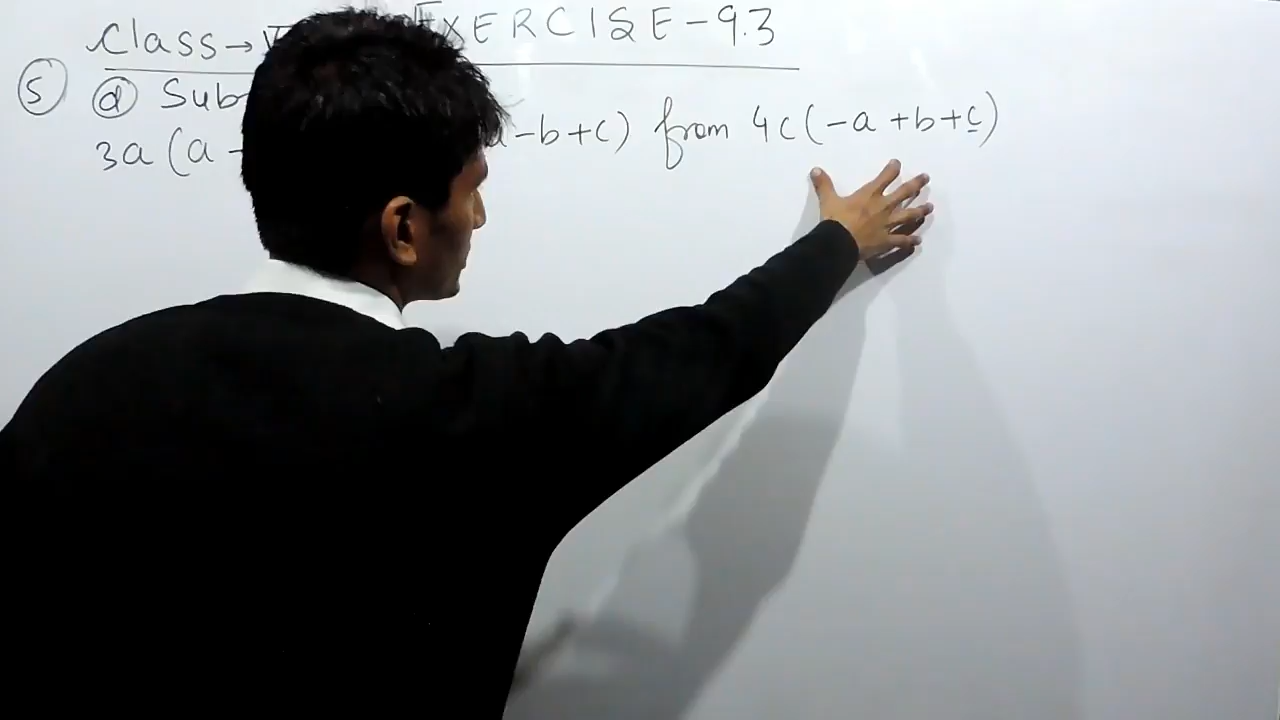 Class → EXERCISE - 9.3
(5) (d) Sub
3a (a - a - b + c) from 4c (-a + b + c)